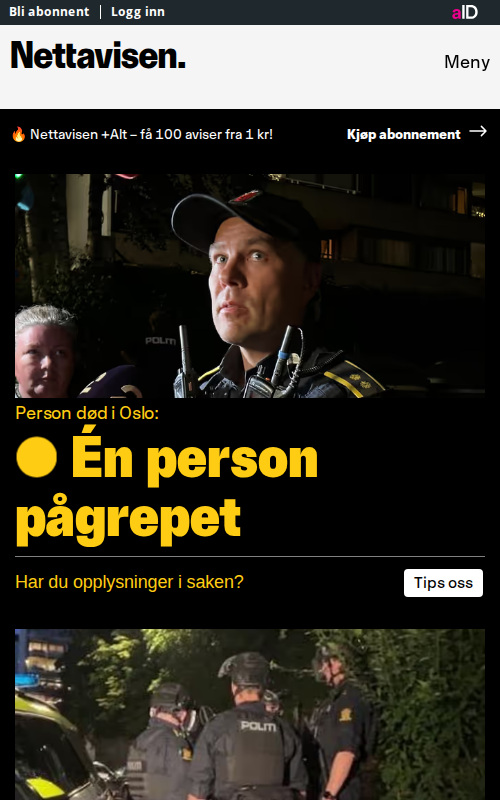 Bli abonnent | Logg inn
aID
Nettavisen.
Meny
🔥 Nettavisen +Alt – få 100 aviser fra 1 kr!
Kjøp abonnement →
POLITI
Person død i Oslo:
Én person
pågrepet
Har du opplysninger i saken?
Tips oss
POLITI